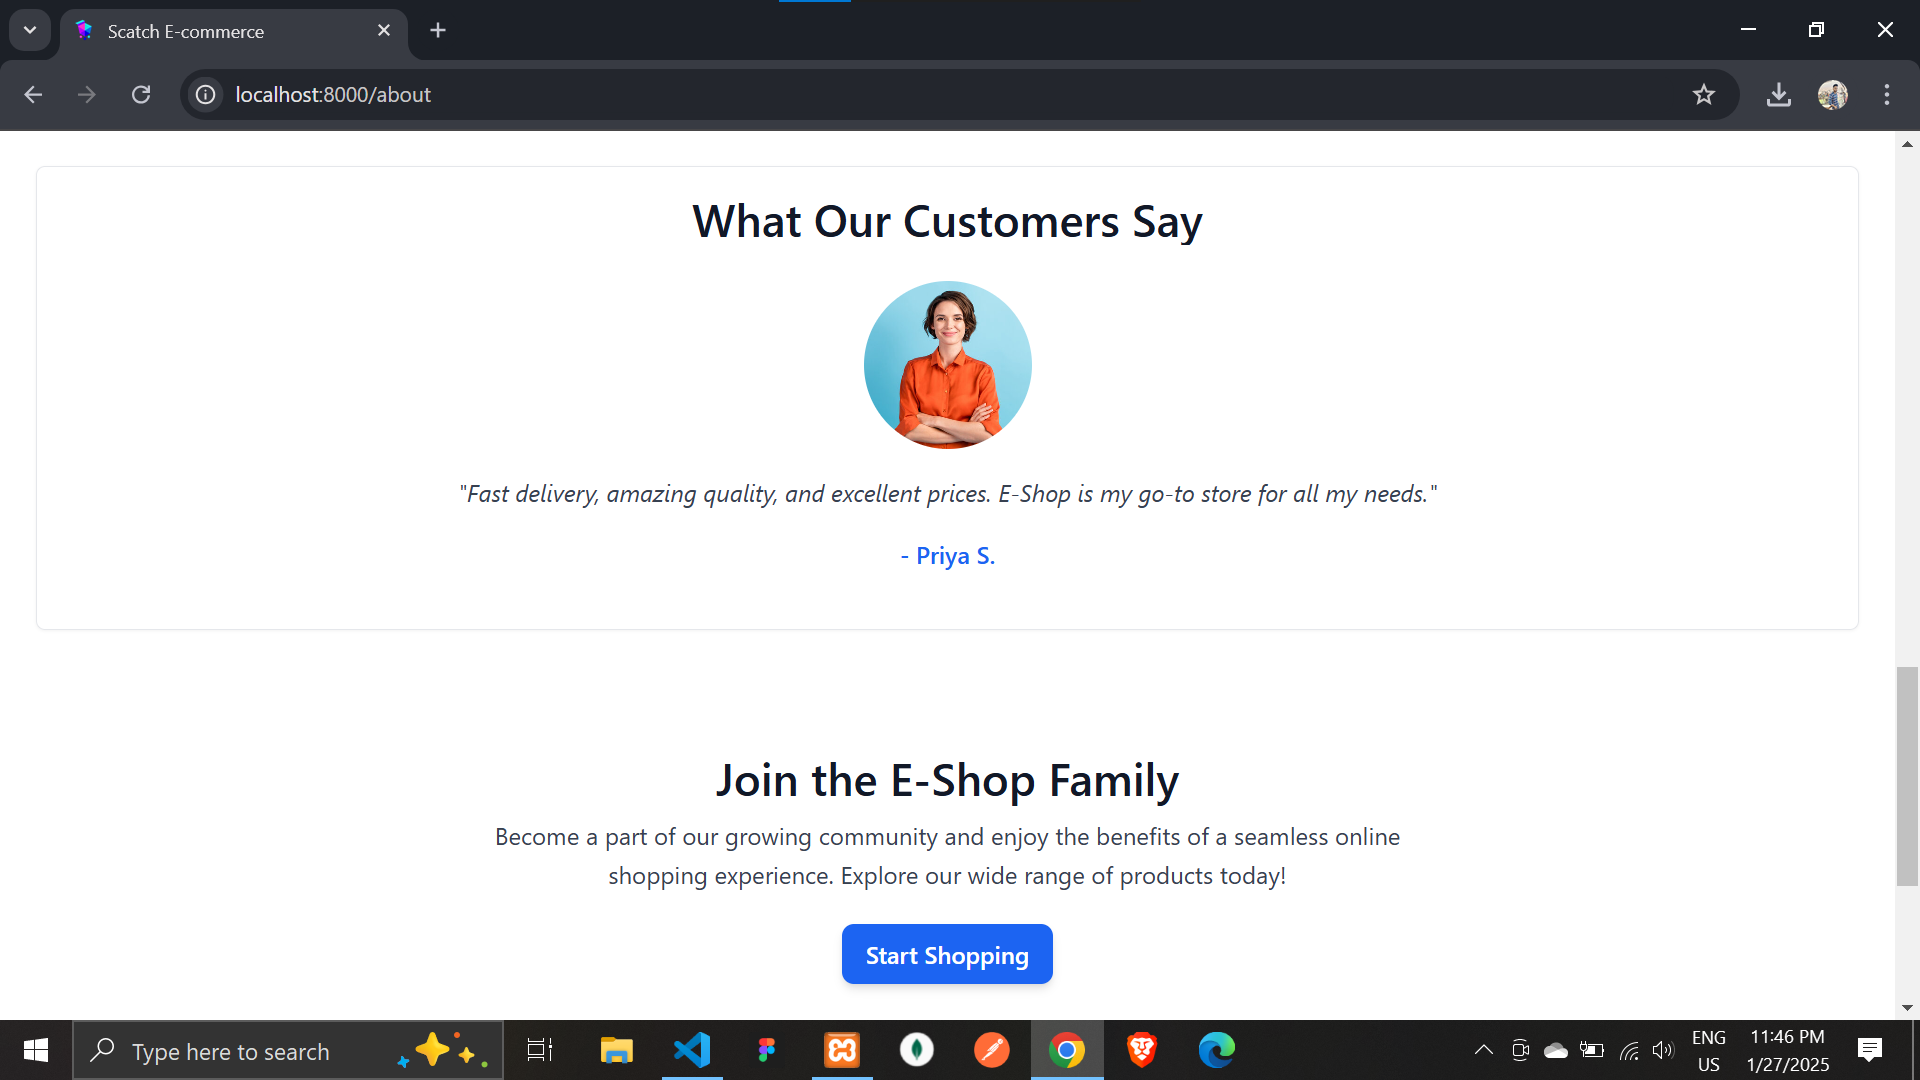 Scatch E-commerce
localhost:8000/about
What Our Customers Say
"Fast delivery, amazing quality, and excellent prices. E-Shop is my go-to store for all my needs."
- Priya S.
Join the E-Shop Family
Become a part of our growing community and enjoy the benefits of a seamless online
shopping experience. Explore our wide range of products today!
Start Shopping
Type here to search
ENG
US
11:46 PM
1/27/2025